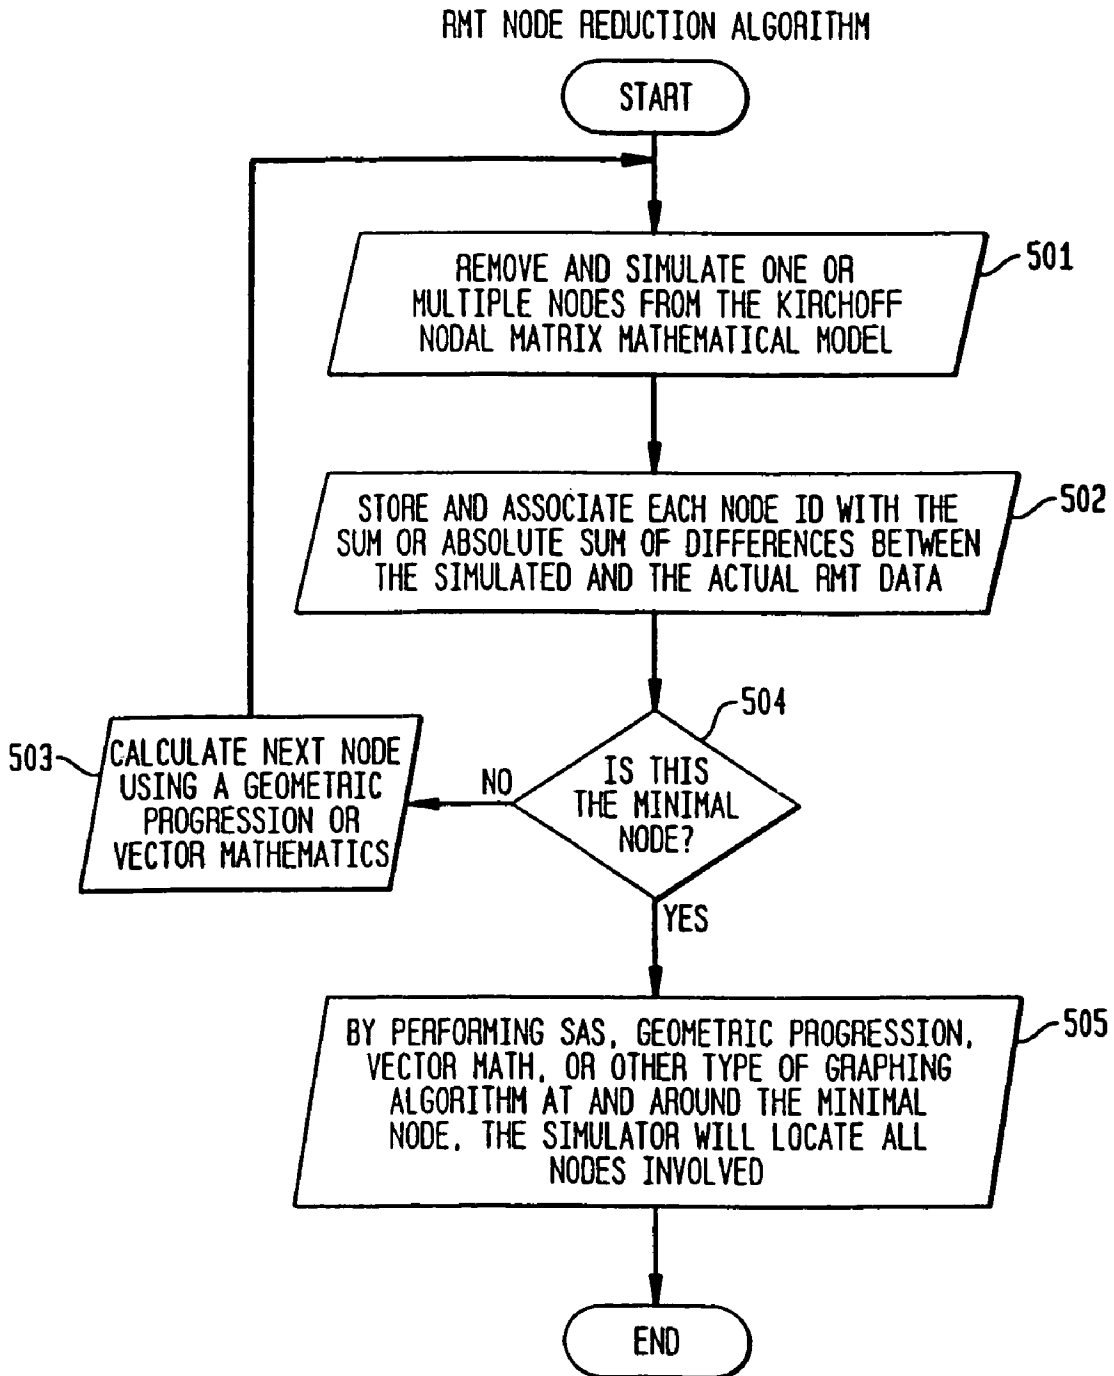 RMT NODE REDUCTION ALGORITHM
START
REMOVE AND SIMULATE ONE OR
MULTIPLE NODES FROM THE KIRCHOFF
NODAL MATRIX MATHEMATICAL MODEL
501
STORE AND ASSOCIATE EACH NODE ID WITH THE
SUM OR ABSOLUTE SUM OF DIFFERENCES BETWEEN
THE SIMULATED AND THE ACTUAL RMT DATA
502
504
IS THIS
THE MINIMAL
NODE?
NO
503
CALCULATE NEXT NODE
USING A GEOMETRIC
PROGRESSION OR
VECTOR MATHEMATICS
YES
BY PERFORMING SAS, GEOMETRIC PROGRESSION,
VECTOR MATH, OR OTHER TYPE OF GRAPHING
ALGORITHM AT AND AROUND THE MINIMAL
NODE, THE SIMULATOR WILL LOCATE ALL
NODES INVOLVED
505
END